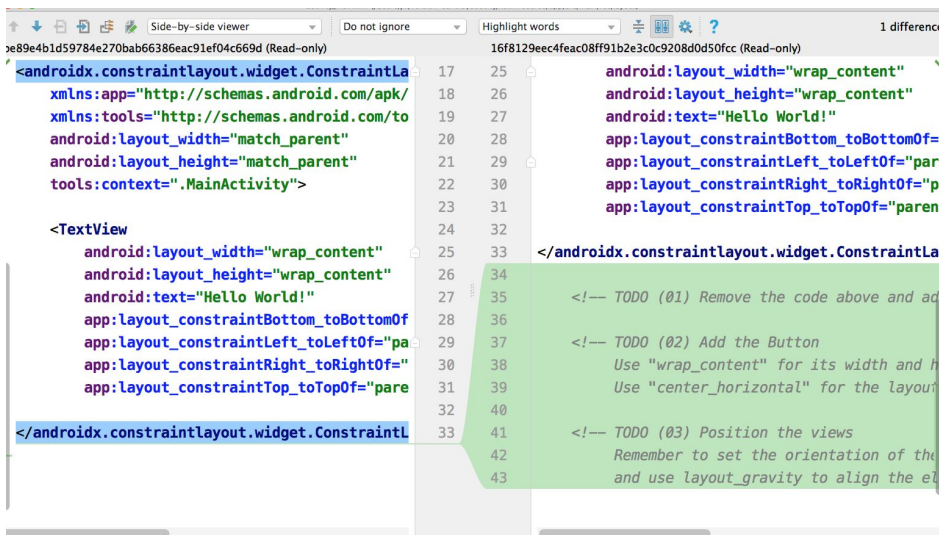 Side-by-side viewer Do not ignore Highlight words ? 1 difference
be89e4b1d59784e270bab66386eac91ef04c669d (Read-only) 16f8129eec4feac08ff91b2e3c0c9208d0d50fcc (Read-only)
<androidx.constraintlayout.widget.ConstraintLa 17
xmlns:app="http://schemas.android.com/apk/ 18
xmlns:tools="http://schemas.android.com/to 19
android:layout_width="match_parent" 20
android:layout_height="match_parent" 21
tools:context=".MainActivity"> 22
23
<TextView 24
android:layout_width="wrap_content" 25
android:layout_height="wrap_content" 26
android:text="Hello World!" 27
app:layout_constraintBottom_toBottomOf 28
app:layout_constraintLeft_toLeftOf="pa 29
app:layout_constraintRight_toRightOf=" 30
app:layout_constraintTop_toTopOf="pare 31
32
</androidx.constraintlayout.widget.ConstraintL 33
25 android:layout_width="wrap_content"
26 android:layout_height="wrap_content"
27 android:text="Hello World!"
28 app:layout_constraintBottom_toBottomOf=
29 app:layout_constraintLeft_toLeftOf="par
30 app:layout_constraintRight_toRightOf="p
31 app:layout_constraintTop_toTopOf="paren
32
33 </androidx.constraintlayout.widget.ConstraintLa
34
35 <!-- TODO (01) Remove the code above and ad
36
37 <!-- TODO (02) Add the Button
38 Use "wrap_content" for its width and h
39 Use "center_horizontal" for the layout
40
41 <!-- TODO (03) Position the views
42 Remember to set the orientation of the
43 and use layout_gravity to align the el